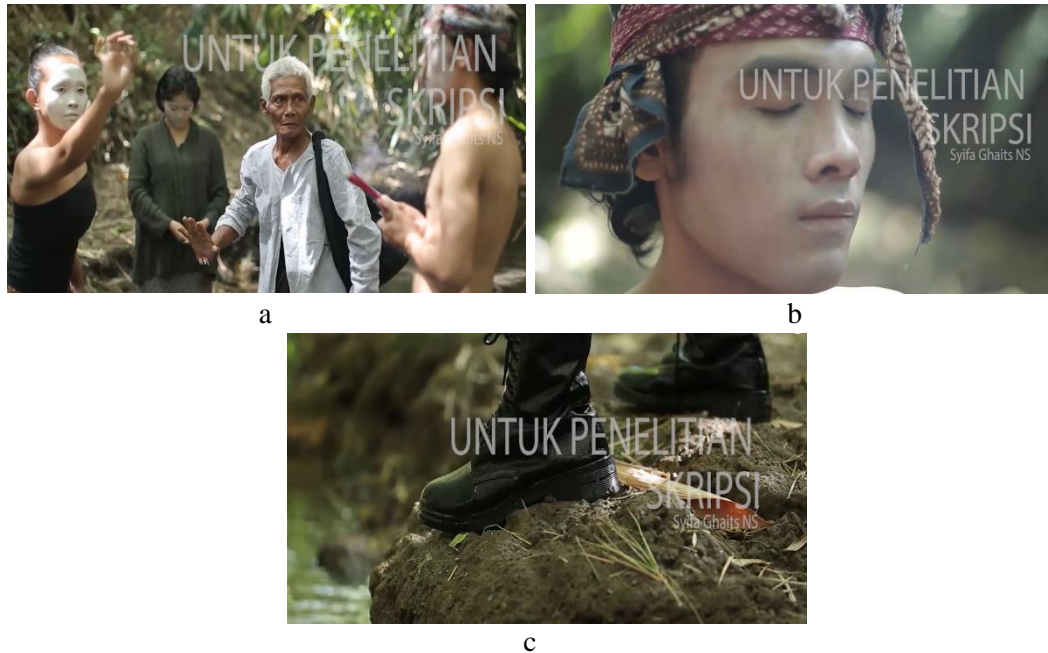 UNTUK PENELITIAN
SKRIPSI
Syifa Ghaits NS
UNTUK PENELITIAN
SKRIPSI
Syifa Ghaits NS
a
b
UNTUK PENELITIAN
SKRIPSI
Syifa Ghaits NS
c